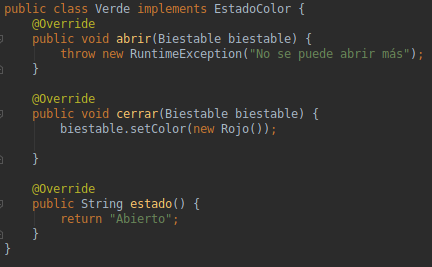 public class Verde implements EstadoColor {
@Override
public void abrir(Biestable biestable) {
throw new RuntimeException("No se puede abrir más");
}
@Override
public void cerrar(Biestable biestable) {
biestable.setColor(new Rojo());
}
@Override
public String estado() {
return "Abierto";
}
}